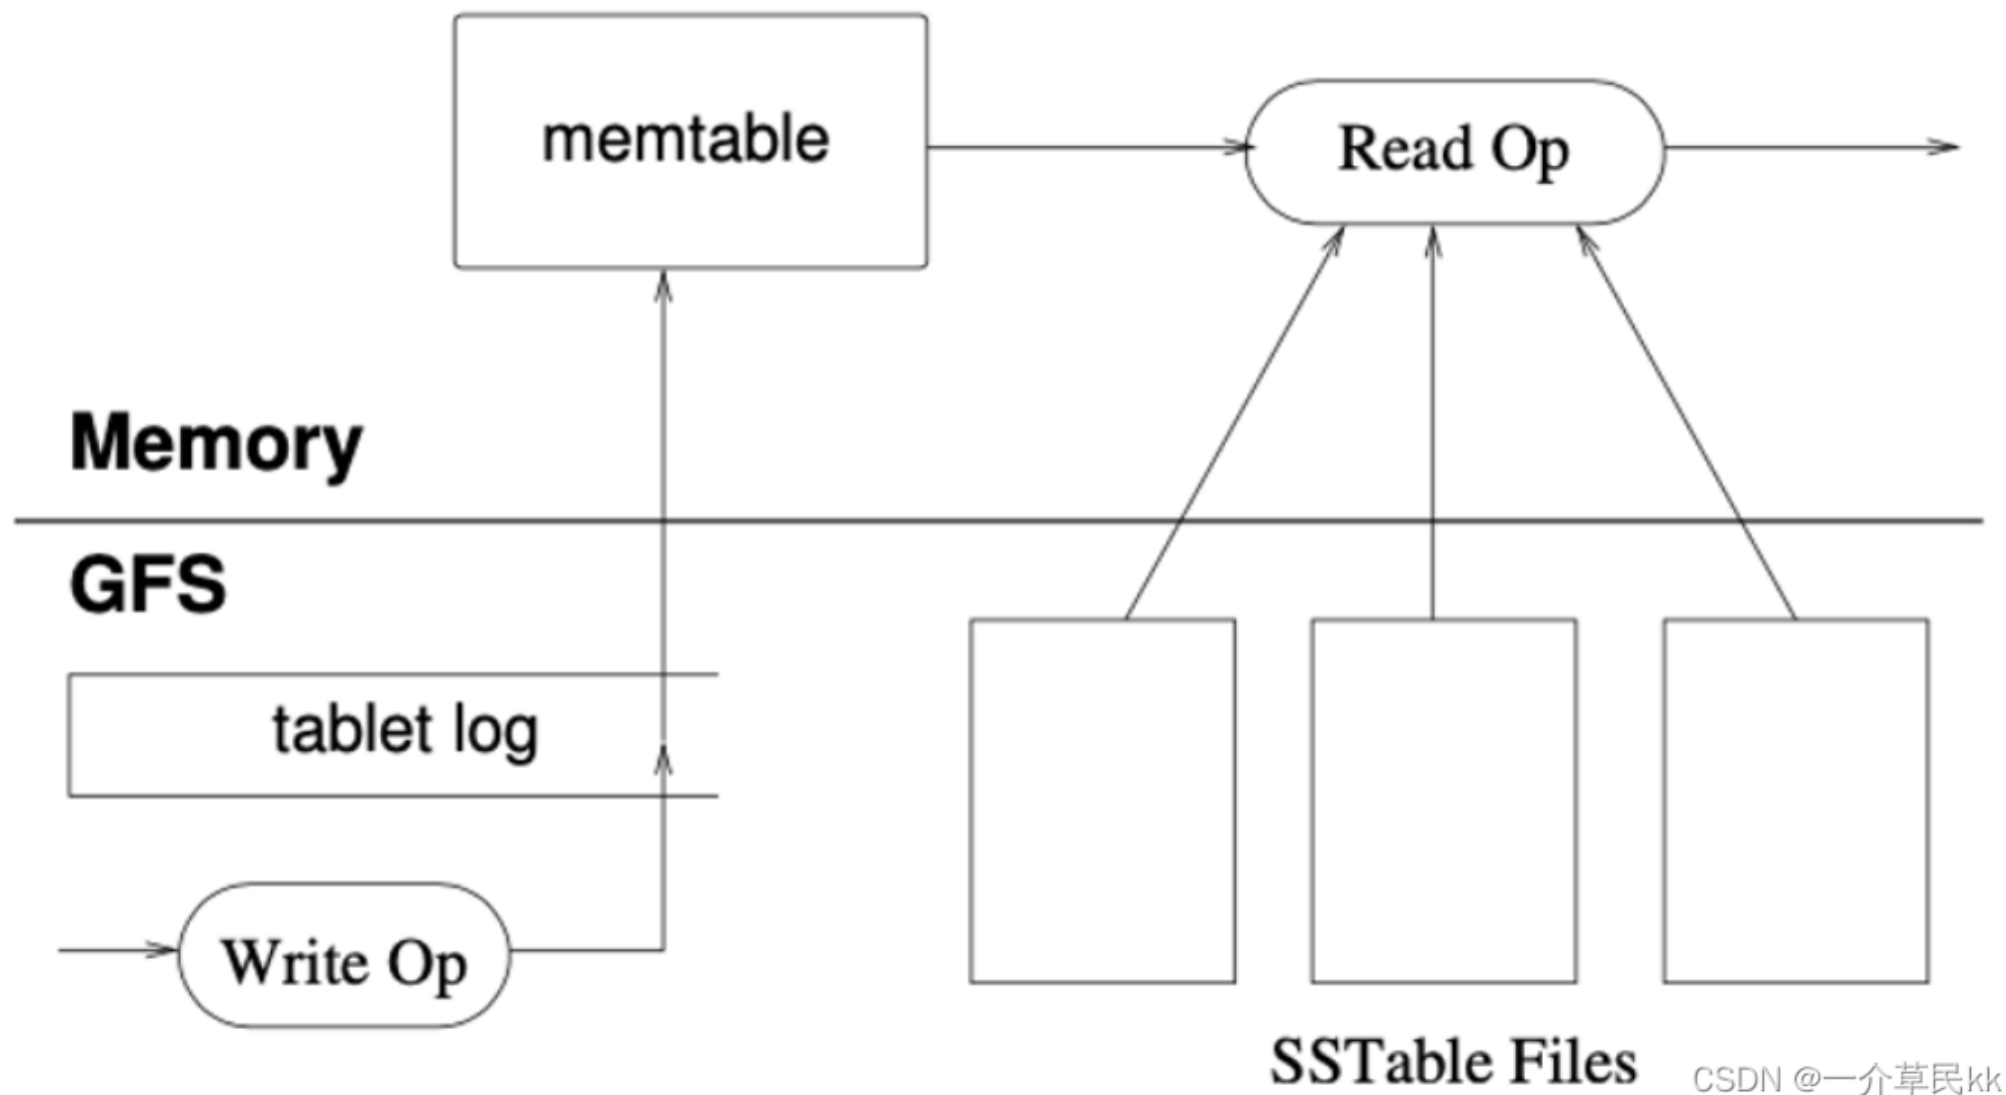 memtable
Read Op
Memory
GFS
tablet log
Write Op
SSTable Files
CSDN @一介草民kk